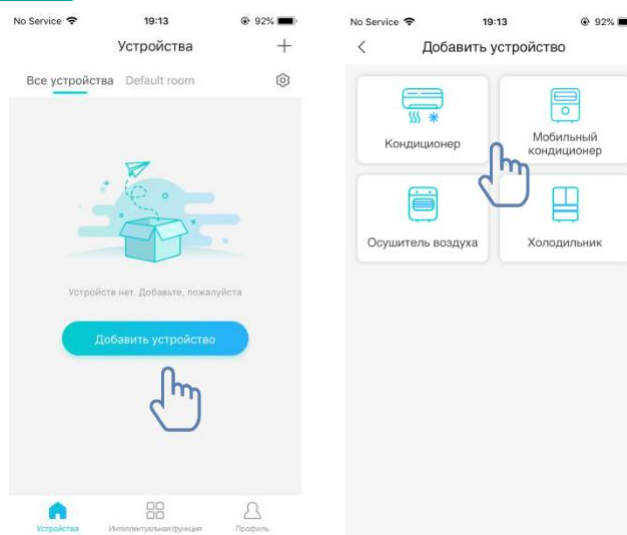 No Service 19:13 92%
Устройства
Все устройства Default room
Устройств нет. Добавьте, пожалуйста
Добавить устройство
Устройства Интеллектуальная функция Профиль
No Service 19:13 92%
Добавить устройство
Кондиционер
Мобильный
кондиционер
Осушитель воздуха
Холодильник